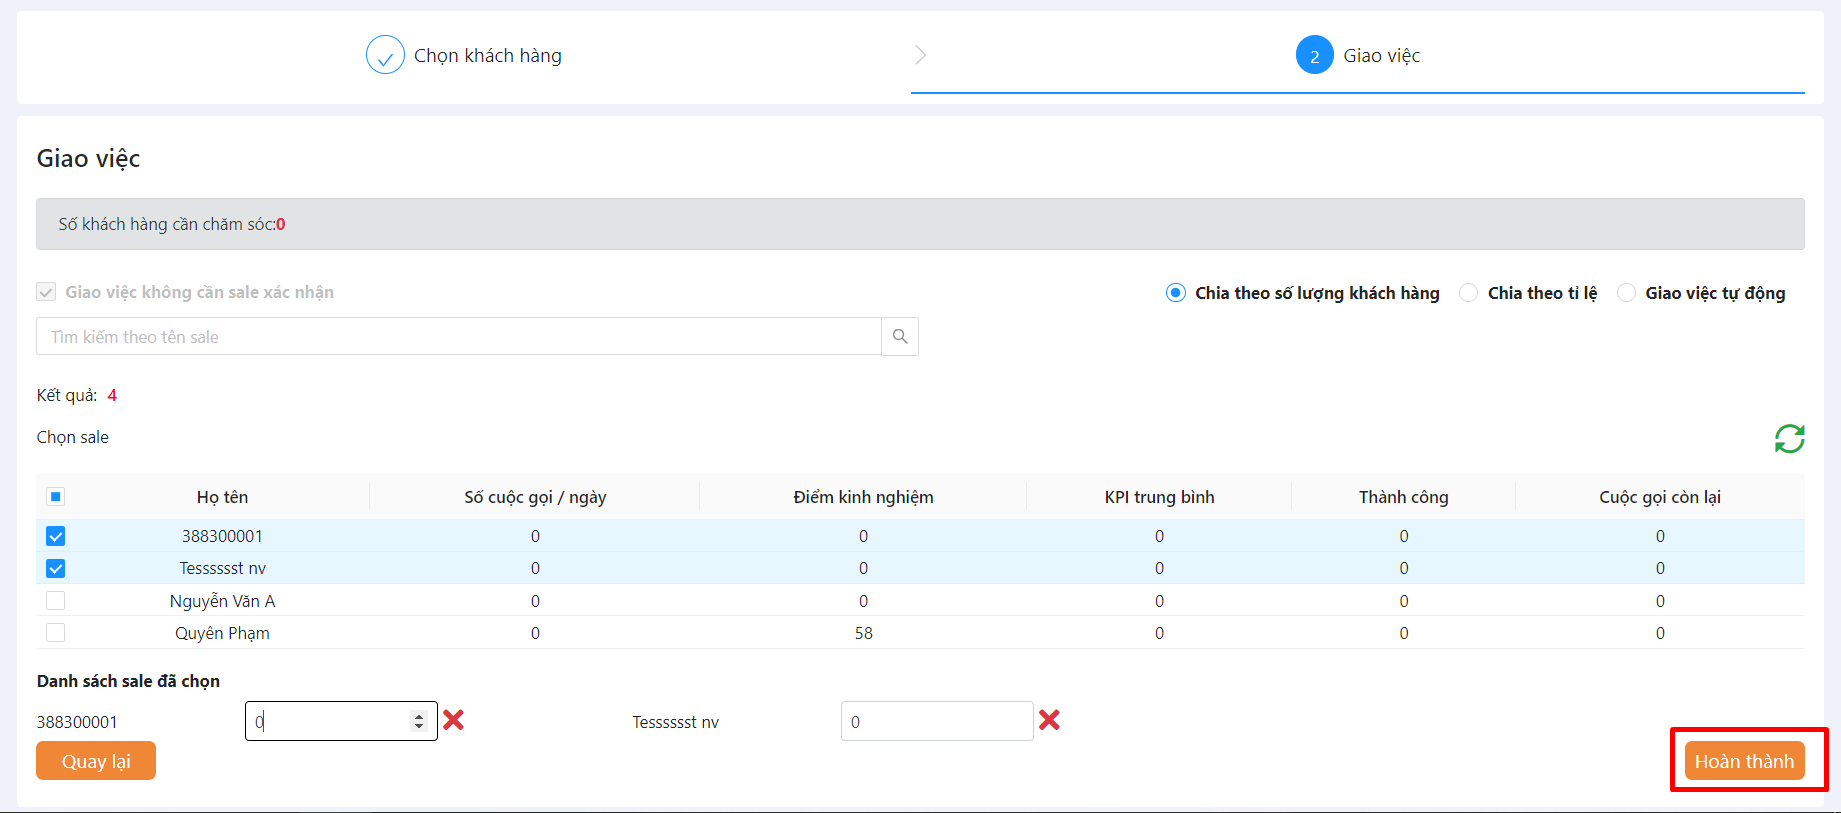 Chọn khách hàng
2 Giao việc
Giao việc
Số khách hàng cần chăm sóc:0
Giao việc không cần sale xác nhận
Chia theo số lượng khách hàng Chia theo tỉ lệ Giao việc tự động
Tìm kiếm theo tên sale
Kết quả: 4
Chọn sale
Họ tên Số cuộc gọi / ngày Điểm kinh nghiệm KPI trung bình Thành công Cuộc gọi còn lại
388300001 0 0 0 0 0
Tesssssst nv 0 0 0 0 0
Nguyễn Văn A 0 0 0 0 0
Quyên Phạm 0 58 0 0 0
Danh sách sale đã chọn
388300001 0 Tesssssst nv 0
Quay lại Hoàn thành